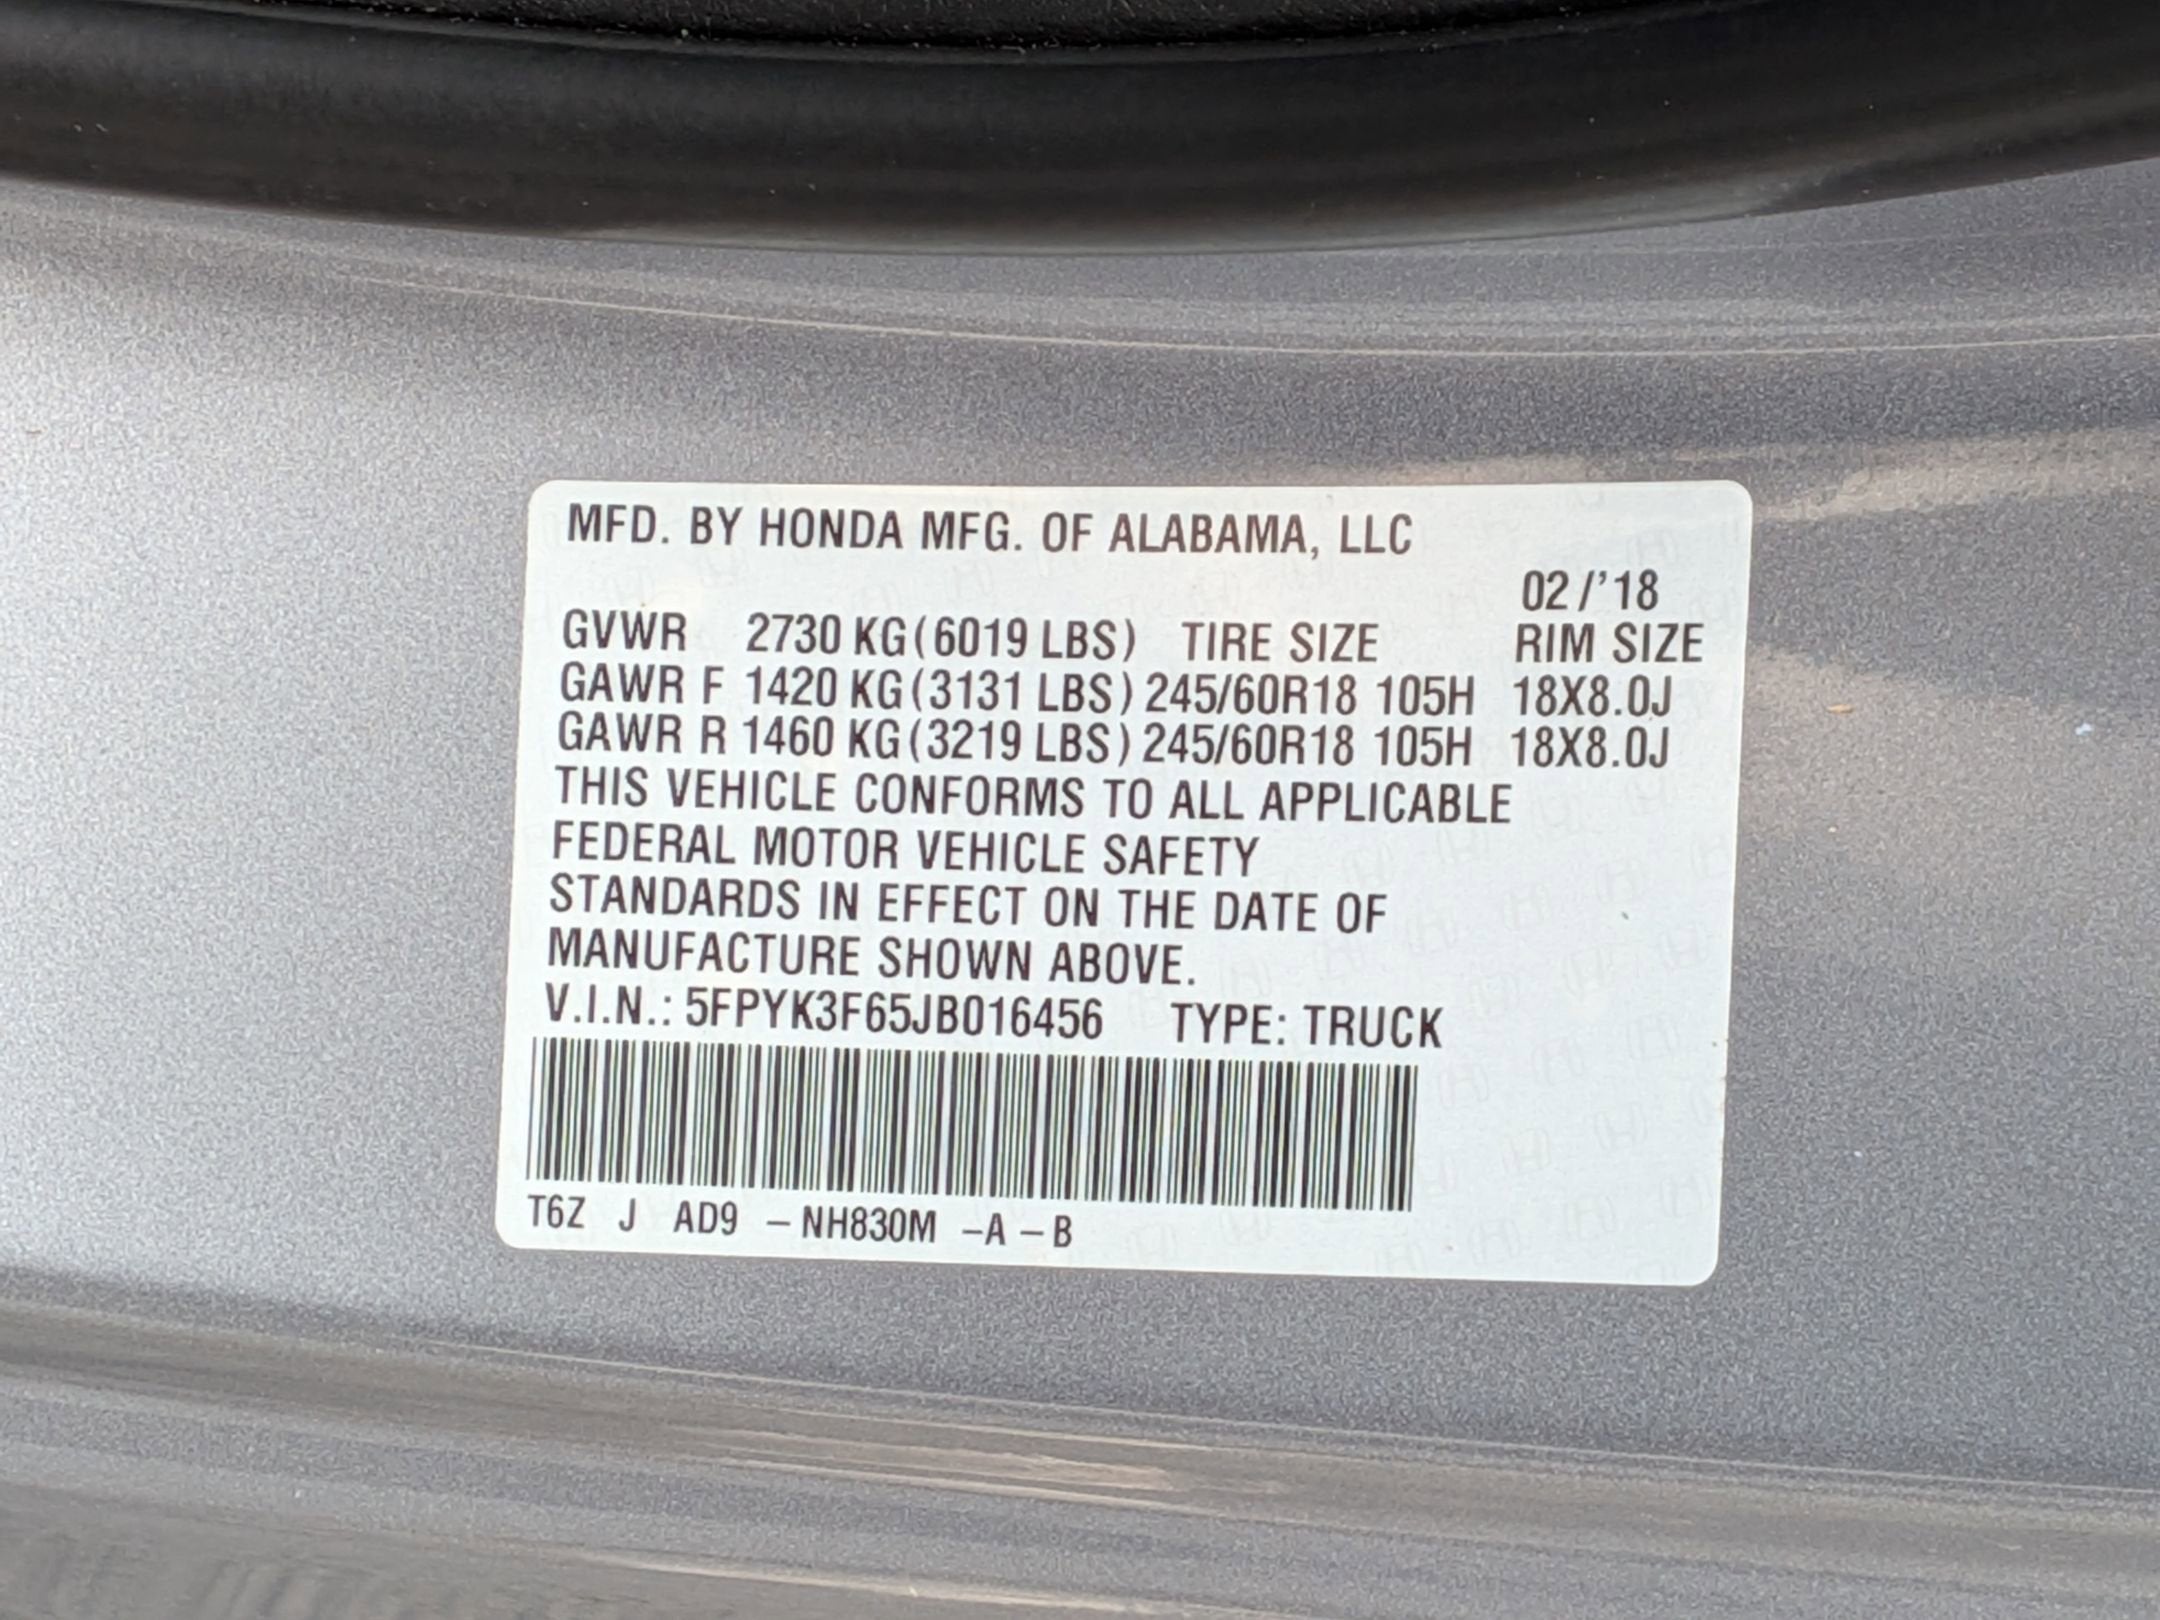 MFD. BY HONDA MFG. OF ALABAMA, LLC
02/'18
GVWR 2730 KG(6019 LBS) TIRE SIZE RIM SIZE
GAWR F 1420 KG(3131 LBS) 245/60R18 105H 18X8.0J
GAWR R 1460 KG(3219 LBS) 245/60R18 105H 18X8.0J
THIS VEHICLE CONFORMS TO ALL APPLICABLE
FEDERAL MOTOR VEHICLE SAFETY
STANDARDS IN EFFECT ON THE DATE OF
MANUFACTURE SHOWN ABOVE.
V.I.N.: 5FPYK3F65JB016456 TYPE: TRUCK
T6Z J AD9 - NH830M -A - B